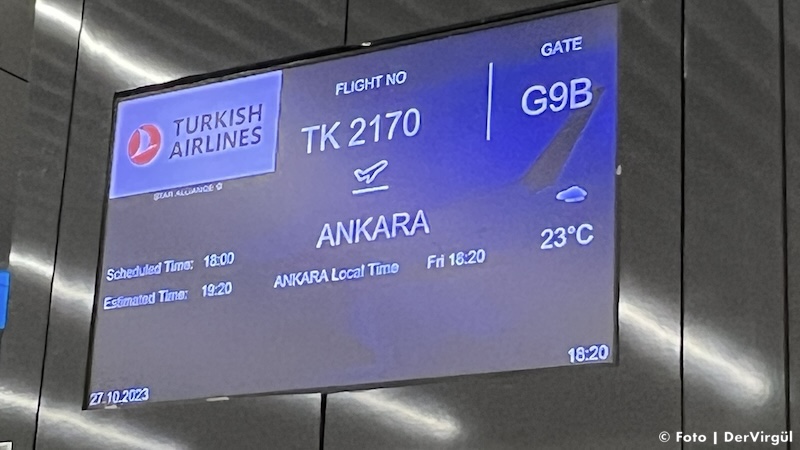 TURKISH
AIRLINES
STAR ALLIANCE
FLIGHT NO
TK 2170
GATE
G9B
ANKARA
23°C
Scheduled Time: 18:00
Estimated Time: 19:20
ANKARA Local Time Fri 18:20
27.10.2023
18:20
© Foto | DerVirgül